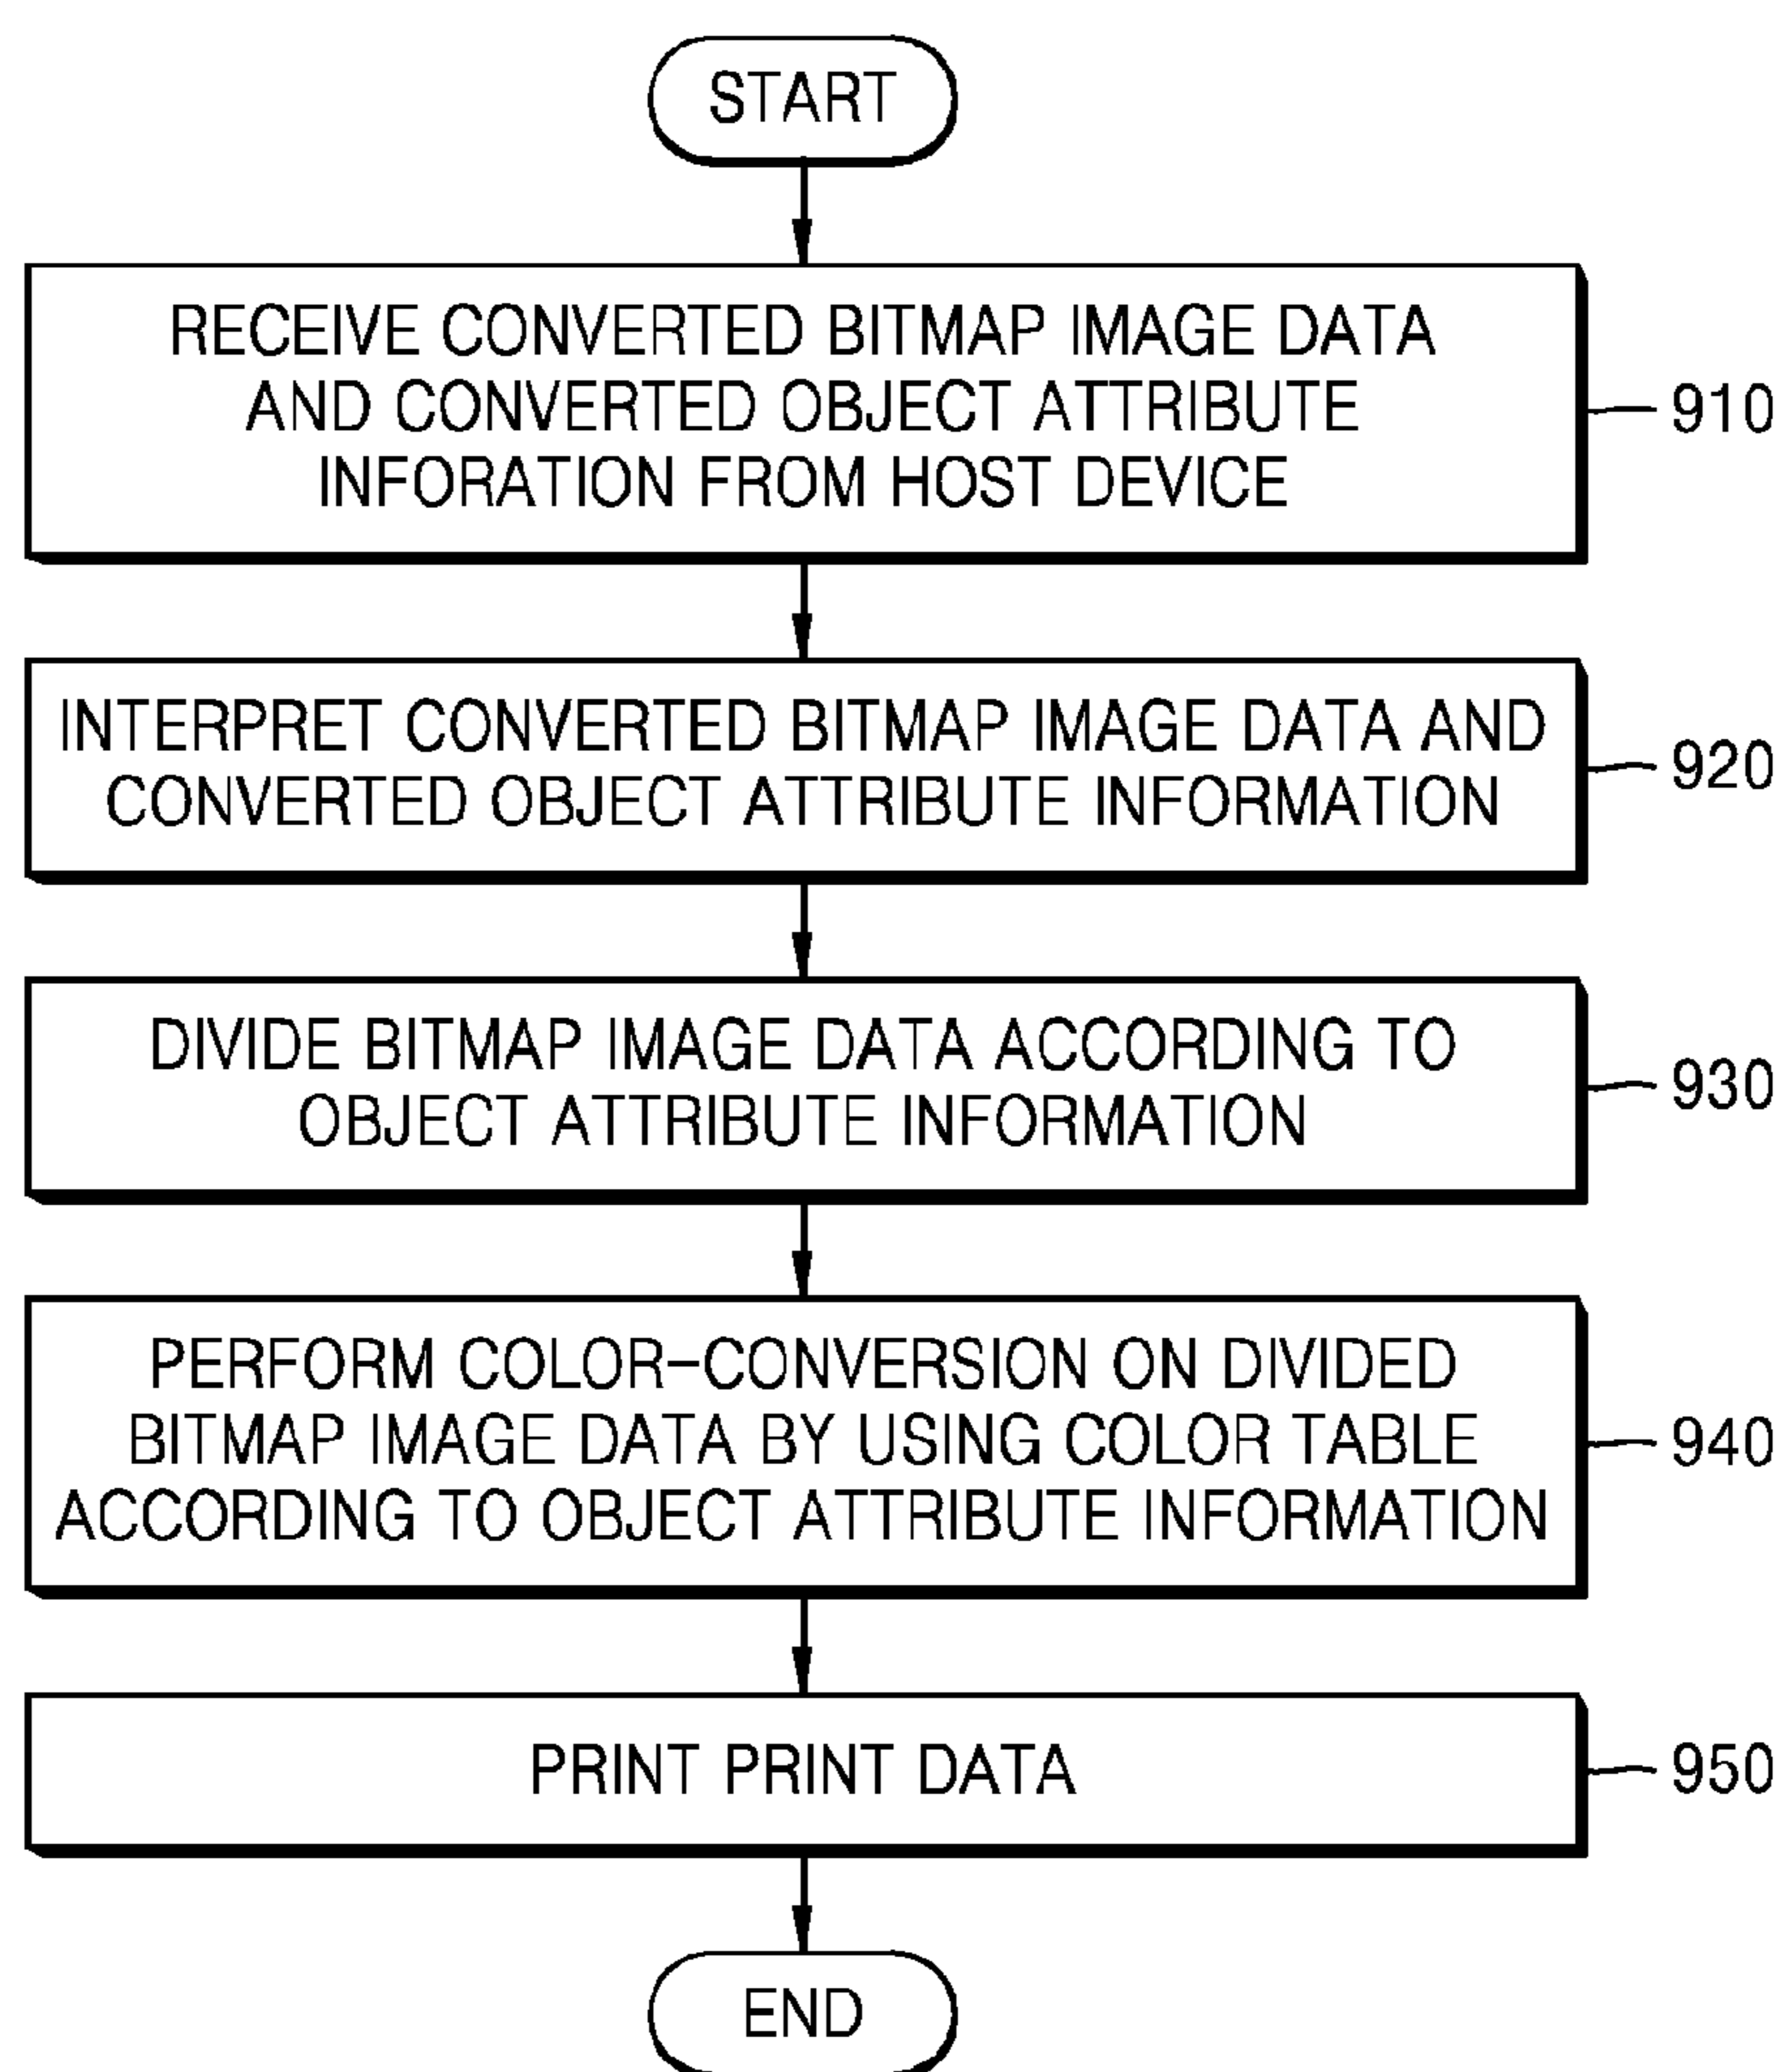 START
RECEIVE CONVERTED BITMAP IMAGE DATA
AND CONVERTED OBJECT ATTRIBUTE
INFORATION FROM HOST DEVICE
910
INTERPRET CONVERTED BITMAP IMAGE DATA AND
CONVERTED OBJECT ATTRIBUTE INFORMATION
920
DIVIDE BITMAP IMAGE DATA ACCORDING TO
OBJECT ATTRIBUTE INFORMATION
930
PERFORM COLOR-CONVERSION ON DIVIDED
BITMAP IMAGE DATA BY USING COLOR TABLE
ACCORDING TO OBJECT ATTRIBUTE INFORMATION
940
PRINT PRINT DATA
950
END